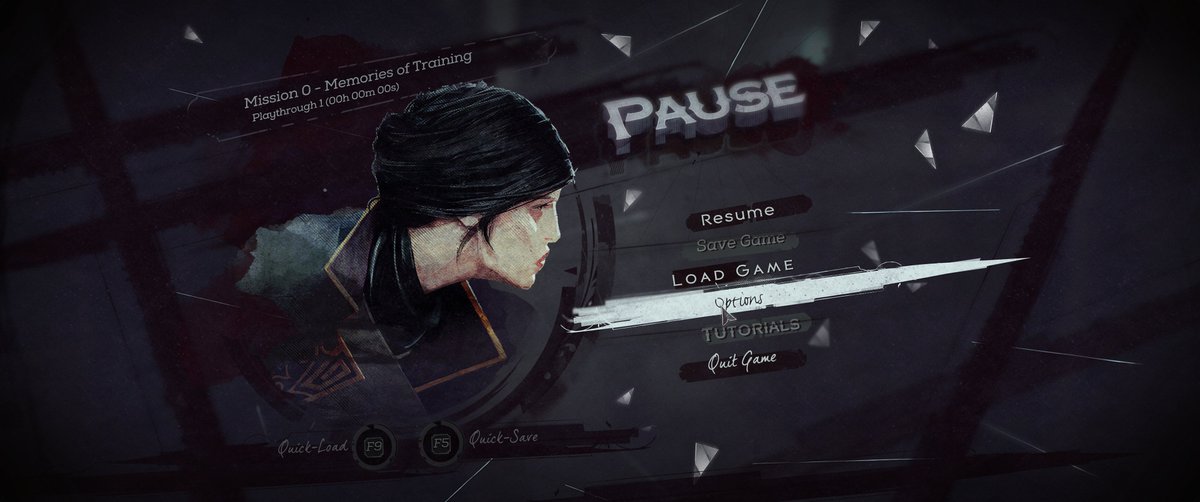 Mission 0 - Memories of Training
Playthrough 1 (00h 00m 00s)
PAUSE
Resume
Save Game
LOAD GAME
Options
TUTORIALS
Quit Game
Quick-Load F9
F5 Quick-Save